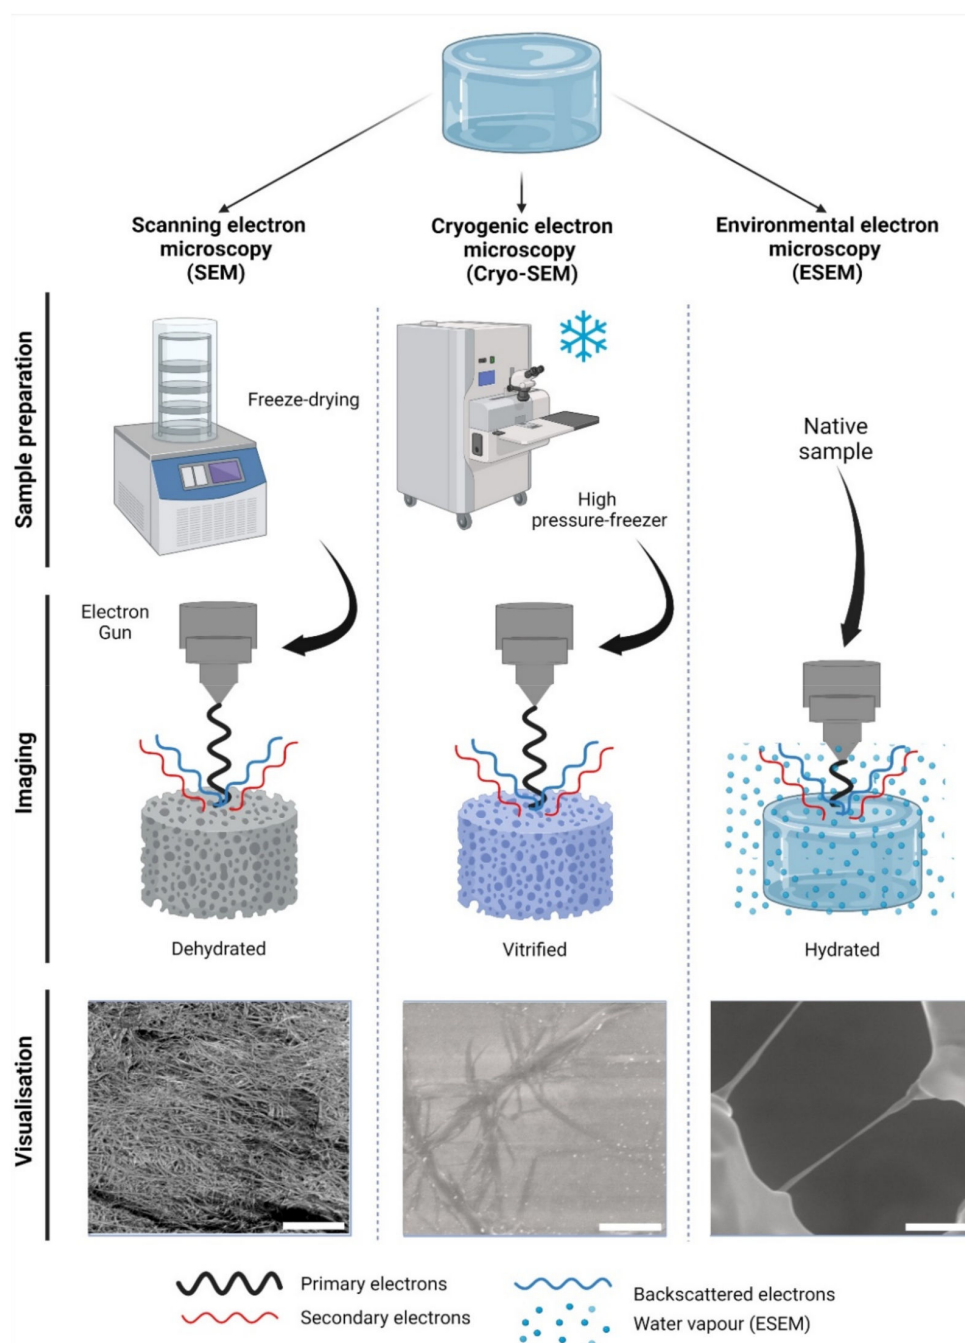 Scanning electron
microscopy
(SEM)
Cryogenic electron
microscopy
(Cryo-SEM)
Environmental electron
microscopy
(ESEM)
Sample preparation
Freeze-drying
High
pressure-freezer
Native
sample
Imaging
Electron
Gun
Dehydrated
Vitrified
Hydrated
Visualisation
Primary electrons
Secondary electrons
Backscattered electrons
Water vapour (ESEM)